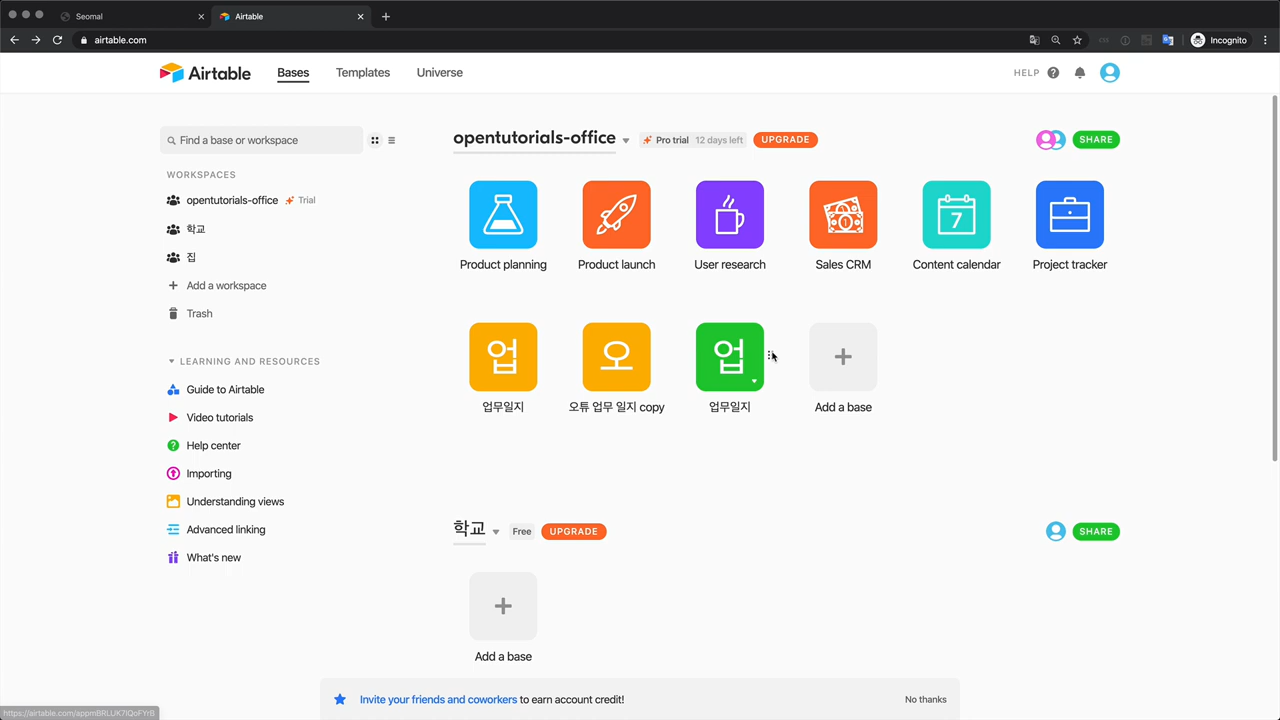 Seomal
Airtable
airtable.com
Incognito
Airtable
Bases
Templates
Universe
HELP
Find a base or workspace
WORKSPACES
opentutorials-office Trial
학교
집
Add a workspace
Trash
LEARNING AND RESOURCES
Guide to Airtable
Video tutorials
Help center
Importing
Understanding views
Advanced linking
What's new
opentutorials-office
Pro trial 12 days left
UPGRADE
SHARE
Product planning
Product launch
User research
Sales CRM
7
Content calendar
Project tracker
업
업무일지
오
오튜 업무 일지 copy
업
업무일지
Add a base
학교
Free
UPGRADE
SHARE
Add a base
Invite your friends and coworkers to earn account credit!
No thanks